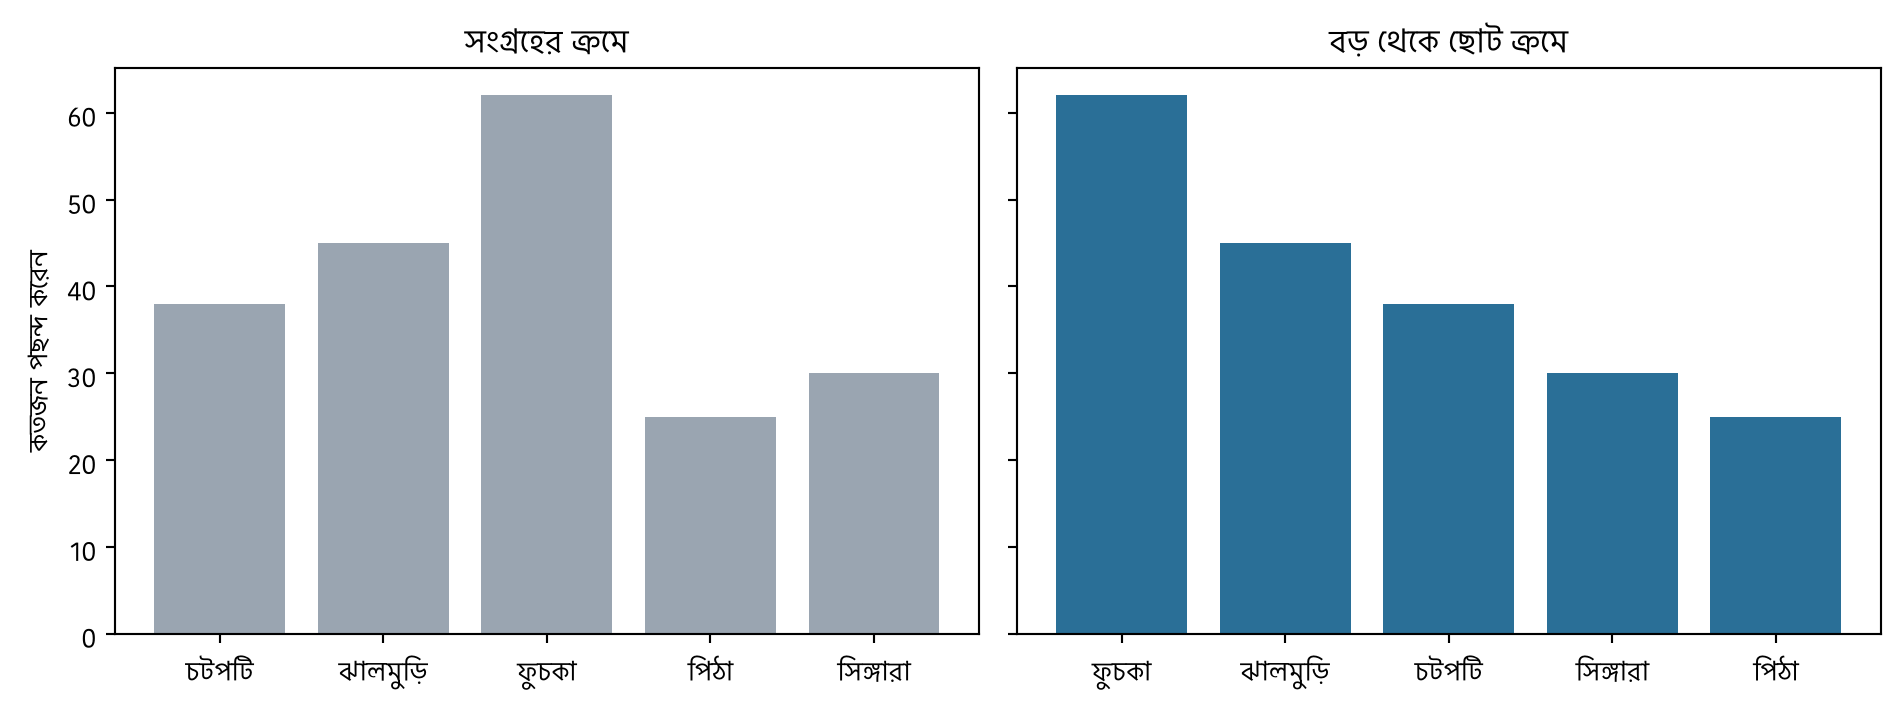 সংগ্রহের ক্রমে
কতজন পছন্দ করেন
60
50
40
30
20
10
0
চটপটি ঝালমুড়ি ফুচকা পিঠা সিঙ্গারা
বড় থেকে ছোট ক্রমে
ফুচকা ঝালমুড়ি চটপটি সিঙ্গারা পিঠা